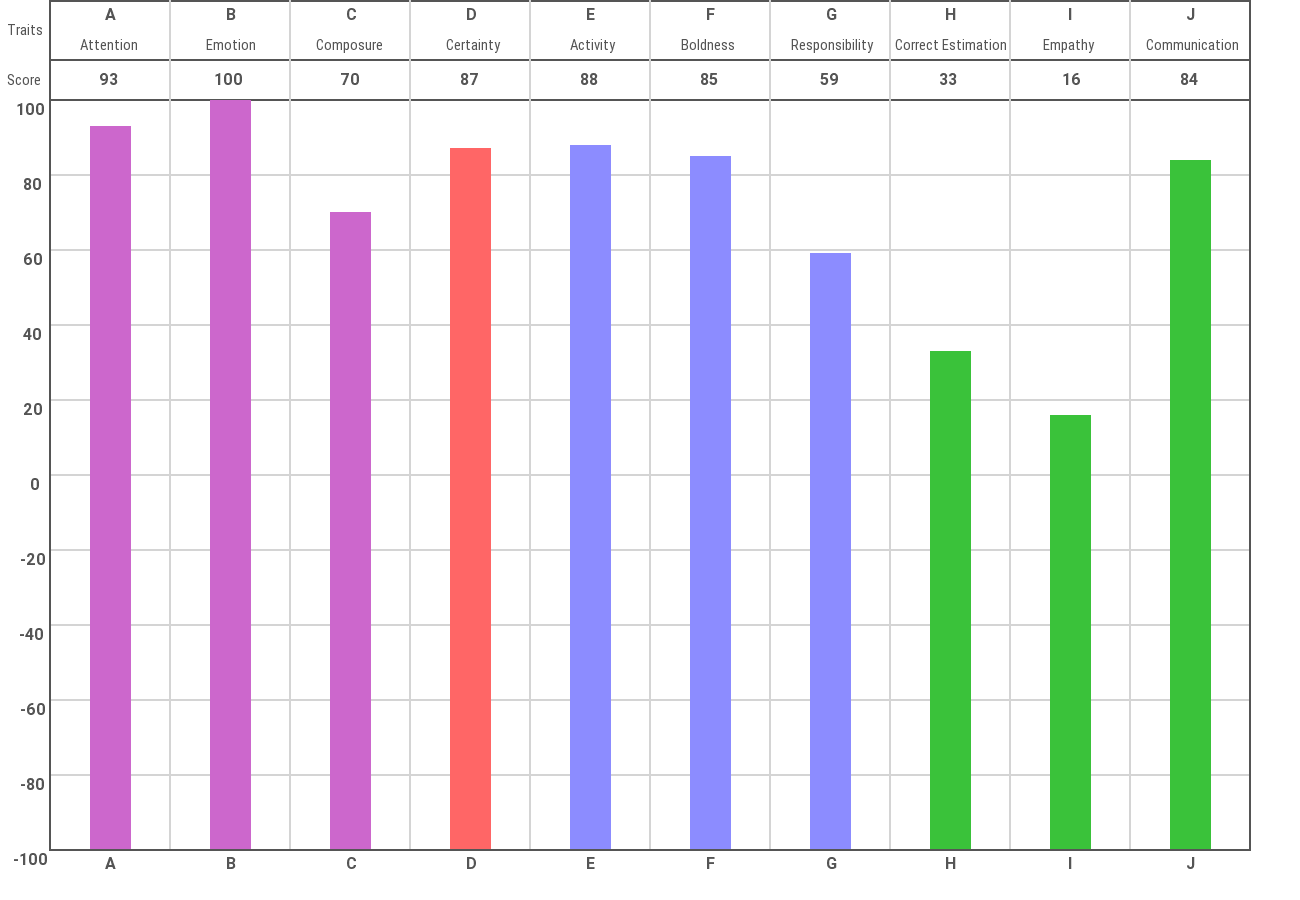 A B C D E F G H I J
Traits
Attention Emotion Composure Certainty Activity Boldness Responsibility Correct Estimation Empathy Communication
Score 93 100 70 87 88 85 59 33 16 84
100
80
60
40
20
0
-20
-40
-60
-80
-100
A B C D E F G H I J